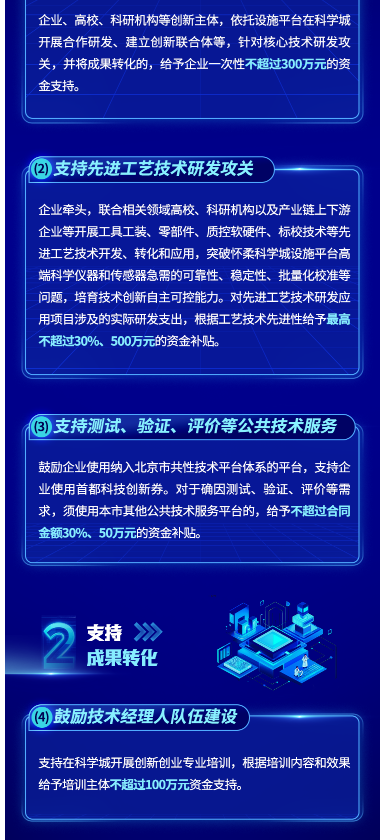 企业、高校、科研机构等创新主体，依托设施平台在科学城
开展合作研发、建立创新联合体等，针对核心技术研发攻
关，并将成果转化的，给予企业一次性不超过300万元的资
金支持。
(2) 支持先进工艺技术研发攻关
企业牵头，联合相关领域高校、科研机构以及产业链上下游
企业等开展工具工装、零部件、质控软硬件、标校技术等先
进工艺技术开发、转化和应用，突破怀柔科学城设施平台高
端科学仪器和传感器急需的可靠性、稳定性、批量化校准等
问题，培育技术创新自主可控能力。对先进工艺技术研发应
用项目涉及的实际研发支出，根据工艺技术先进性给予最高
不超过30%、500万元的资金补贴。
(3) 支持测试、验证、评价等公共技术服务
鼓励企业使用纳入北京市共性技术平台体系的平台，支持企
业使用首都科技创新券。对于确因测试、验证、评价等需
求，须使用本市其他公共技术服务平台的，给予不超过合同
金额30%、50万元的资金补贴。
2 支持
成果转化
(4) 鼓励技术经理人队伍建设
支持在科学城开展创新创业专业培训，根据培训内容和效果
给予培训主体不超过100万元资金支持。